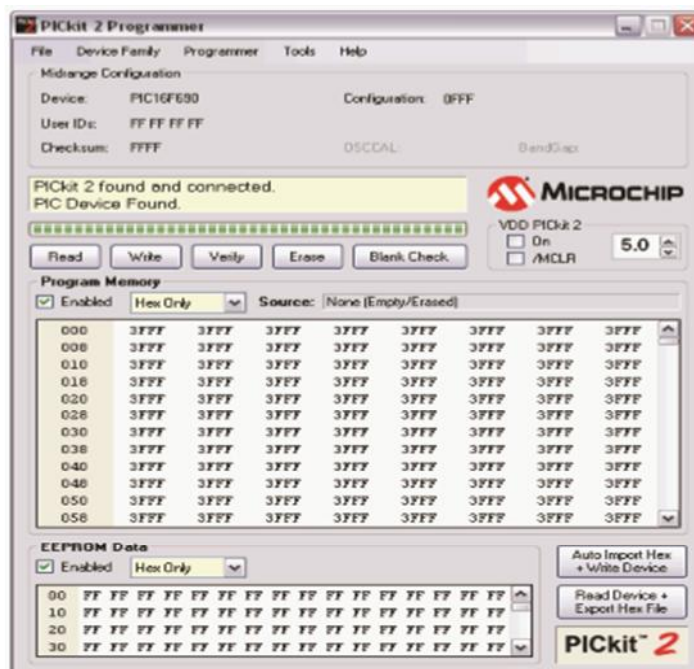 PICkit 2 Programmer
File Device Family Programmer Tools Help
Midrange Configuration
Device: PIC16F690 Configuration: 0FFF
User IDs: FF FF FF FF
Checksum: FFFF OSCCAL: BandGap:
PICkit 2 found and connected.
PIC Device Found.
MICROCHIP
VDD PICkit 2
On
/MCLR
5.0
Read Write Verify Erase Blank Check
Program Memory
Enabled Hex Only Source: None (Empty/Erased)
000 3FFF 3FFF 3FFF 3FFF 3FFF 3FFF 3FFF 3FFF
008 3FFF 3FFF 3FFF 3FFF 3FFF 3FFF 3FFF 3FFF
010 3FFF 3FFF 3FFF 3FFF 3FFF 3FFF 3FFF 3FFF
018 3FFF 3FFF 3FFF 3FFF 3FFF 3FFF 3FFF 3FFF
020 3FFF 3FFF 3FFF 3FFF 3FFF 3FFF 3FFF 3FFF
028 3FFF 3FFF 3FFF 3FFF 3FFF 3FFF 3FFF 3FFF
030 3FFF 3FFF 3FFF 3FFF 3FFF 3FFF 3FFF 3FFF
038 3FFF 3FFF 3FFF 3FFF 3FFF 3FFF 3FFF 3FFF
040 3FFF 3FFF 3FFF 3FFF 3FFF 3FFF 3FFF 3FFF
048 3FFF 3FFF 3FFF 3FFF 3FFF 3FFF 3FFF 3FFF
050 3FFF 3FFF 3FFF 3FFF 3FFF 3FFF 3FFF 3FFF
058 3FFF 3FFF 3FFF 3FFF 3FFF 3FFF 3FFF 3FFF
EEPROM Data
Enabled Hex Only
00 FF FF FF FF FF FF FF FF FF FF FF FF FF FF FF FF
10 FF FF FF FF FF FF FF FF FF FF FF FF FF FF FF FF
20 FF FF FF FF FF FF FF FF FF FF FF FF FF FF FF FF
30 FF FF FF FF FF FF FF FF FF FF FF FF FF FF FF FF
Auto Import Hex
+ Write Device
Read Device +
Export Hex File
PICkit™ 2